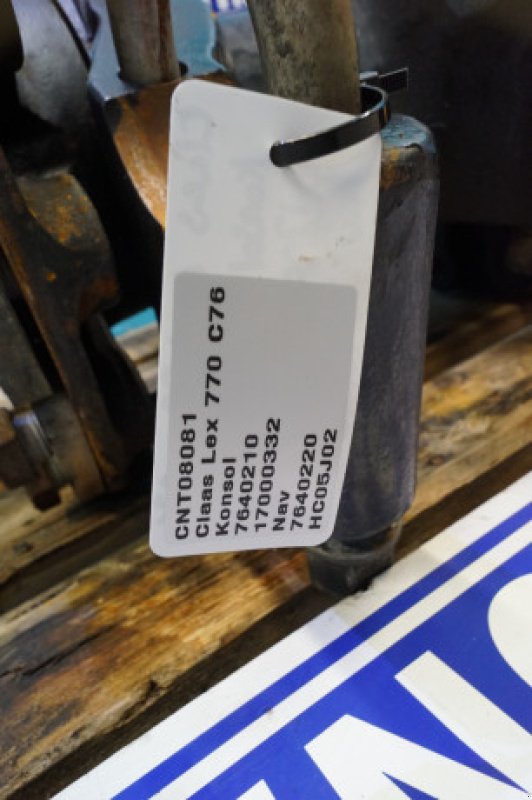 CNT08081
Claas Lex 770 C76
Konsol
7640210
17000332
Nav
7640220
HC05J02